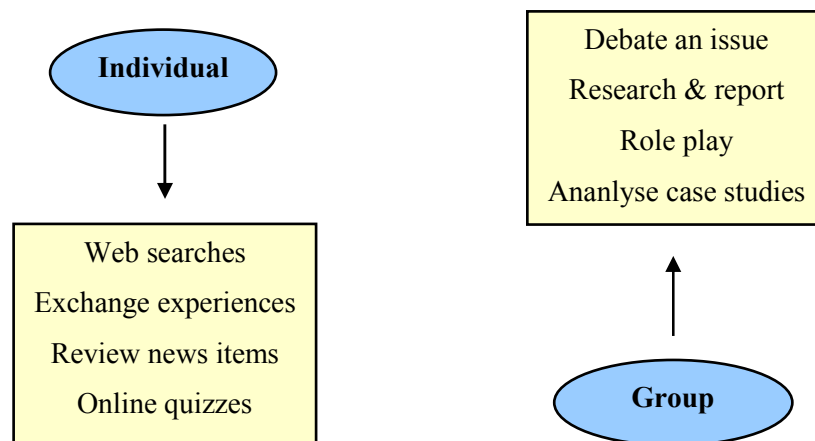 Individual
Web searches
Exchange experiences
Review news items
Online quizzes
Debate an issue
Research & report
Role play
Ananlyse case studies
Group